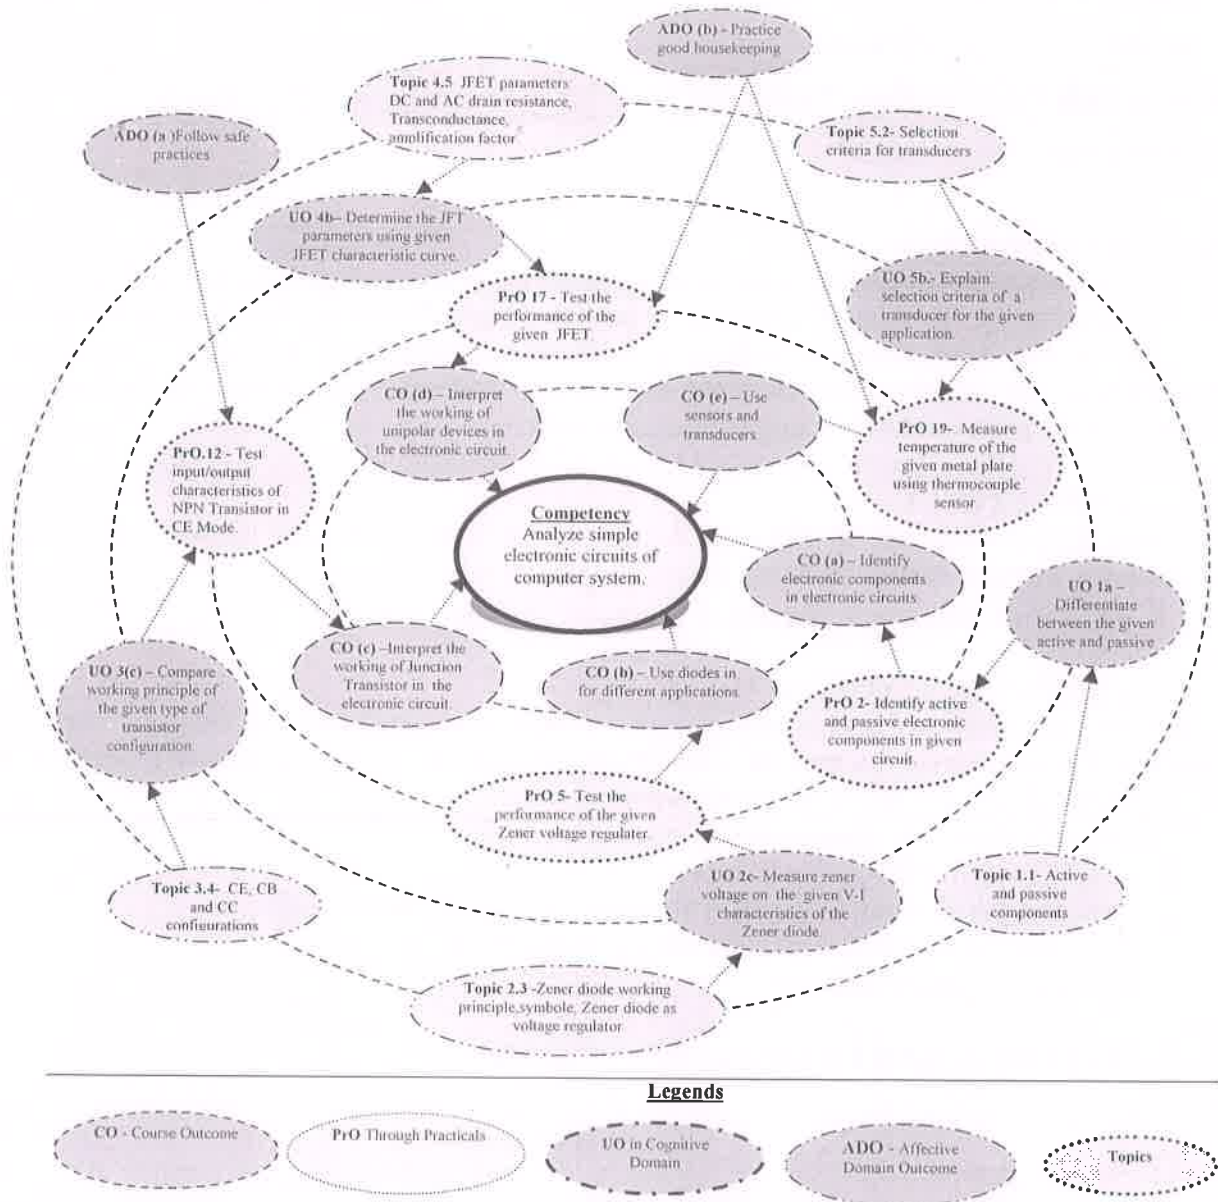 ADO (b) - Practice
good housekeeping
Topic 4.5 JFET parameters
DC and AC drain resistance,
Transconductance,
amplification factor
ADO (a )Follow safe
practices
Topic 5.2- Selection
criteria for transducers
UO 4b– Determine the JFT
parameters using given
JFET characteristic curve.
UO 5b.- Explain
selection criteria of a
transducer for the given
application.
PrO 17 - Test the
performance of the
given JFET.
CO (d) – Interpret
the working of
unipolar devices in
the electronic circuit.
CO (e) – Use
sensors and
transducers
PrO 19- Measure
temperature of the
given metal plate
using thermocouple
sensor
PrO.12 - Test
input/output
characteristics of
NPN Transistor in
CE Mode.
Competency
Analyze simple
electronic circuits of
computer system.
CO (a) – Identify
electronic components
in electronic circuits
UO 1a –
Differentiate
between the given
active and passive
UO 3(c) – Compare
working principle of
the given type of
transistor
configuration
CO (c) –Interpret the
working of Junction
Transistor in the
electronic circuit.
CO (b) – Use diodes in
for different applications.
PrO 2- Identify active
and passive electronic
components in given
circuit.
PrO 5- Test the
performance of the given
Zener voltage regulater.
UO 2c- Measure zener
voltage on the given V-I
characteristics of the
Zener diode.
Topic 3.4- CE, CB
and CC
configurations
Topic 1.1- Active
and passive
components
Topic 2.3 -Zener diode working
principle,symbole, Zener diode as
voltage regulator
Legends
CO - Course Outcome
PrO Through Practicals
UO in Cognitive
Domain
ADO - Affective
Domain Outcome
Topics